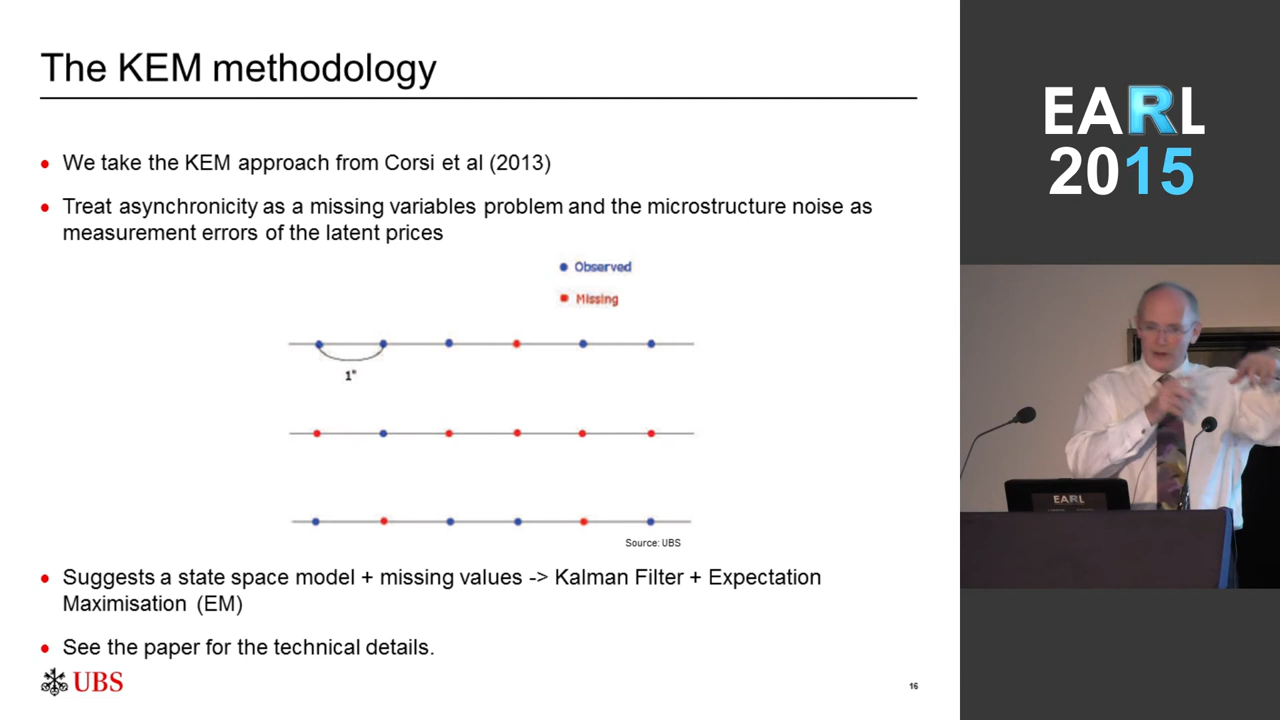 The KEM methodology
We take the KEM approach from Corsi et al (2013)
Treat asynchronicity as a missing variables problem and the microstructure noise as
measurement errors of the latent prices
Observed
Missing
1"
Source: UBS
Suggests a state space model + missing values -> Kalman Filter + Expectation
Maximisation (EM)
See the paper for the technical details.
UBS
16
EARL
2015
EARL